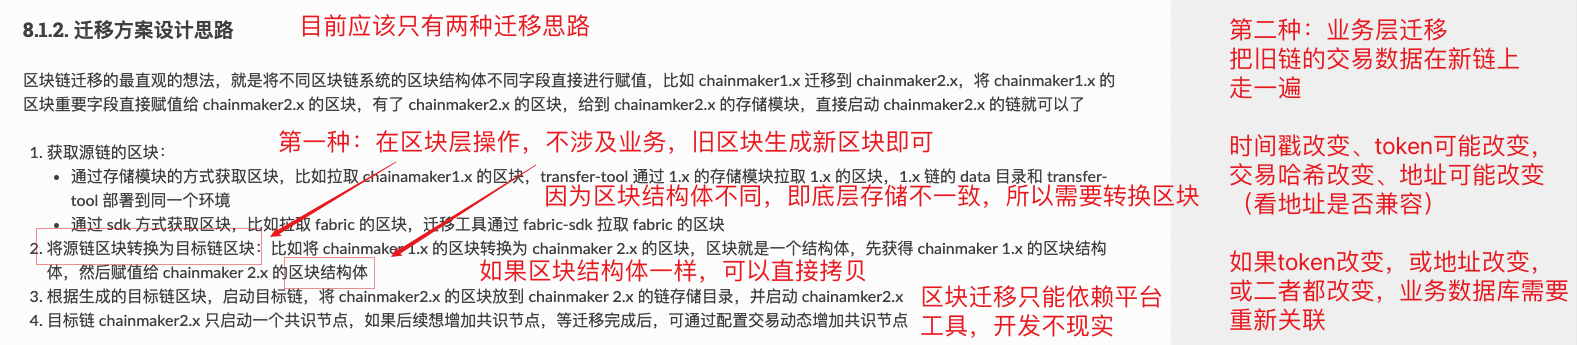 8.1.2. 迁移方案设计思路
目前应该只有两种迁移思路
区块链迁移的最直观的想法，就是将不同区块链系统的区块结构体不同字段直接进行赋值，比如 chainmaker1.x 迁移到 chainmaker2.x，将 chainmaker1.x 的
区块重要字段直接赋值给 chainmaker2.x 的区块，有了 chainmaker2.x 的区块，给到 chainamker2.x 的存储模块，直接启动 chainmaker2.x 的链就可以了
第一种：在区块层操作，不涉及业务，旧区块生成新区块即可
1. 获取源链的区块：
• 通过存储模块的方式获取区块，比如拉取 chainamaker1.x 的区块，transfer-tool 通过 1.x 的存储模块拉取 1.x 的区块，1.x 链的 data 目录和 transfer-
tool 部署到同一个环境
因为区块结构体不同，即底层存储不一致，所以需要转换区块
• 通过 sdk 方式获取区块，比如拉取 fabric 的区块，迁移工具通过 fabric-sdk 拉取 fabric 的区块
2. 将源链区块转换为目标链区块：比如将 chainmaker 1.x 的区块转换为 chainmaker 2.x 的区块，区块就是一个结构体，先获得 chainmaker 1.x 的区块结构
体，然后赋值给 chainmaker 2.x 的区块结构体
如果区块结构体一样，可以直接拷贝
3. 根据生成的目标链区块，启动目标链，将 chainmaker2.x 的区块放到 chainmaker 2.x 的链存储目录，并启动 chainamker2.x
4. 目标链 chainmaker2.x 只启动一个共识节点，如果后续想增加共识节点，等迁移完成后，可通过配置交易动态增加共识节点
区块迁移只能依赖平台
工具，开发不现实
第二种：业务层迁移
把旧链的交易数据在新链上
走一遍
时间戳改变、token可能改变，
交易哈希改变、地址可能改变
（看地址是否兼容）
如果token改变，或地址改变，
或二者都改变，业务数据库需要
重新关联